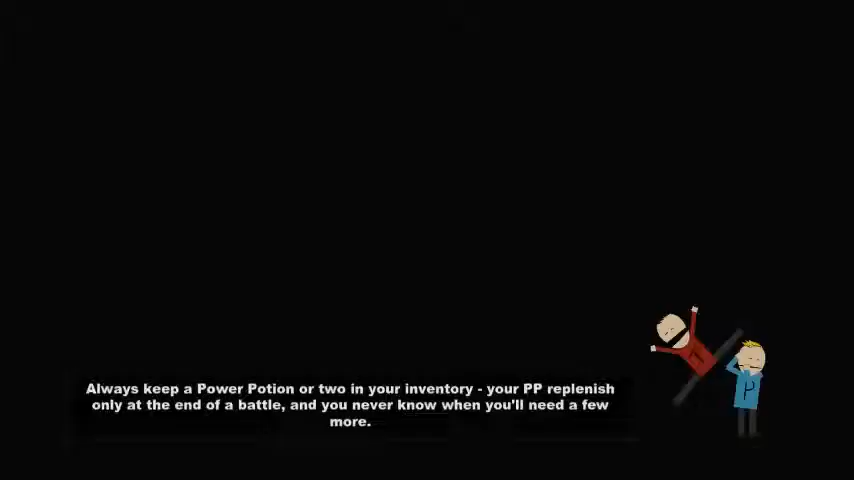 Always keep a Power Potion or two in your inventory - your PP replenish
only at the end of a battle, and you never know when you'll need a few
more.
T
P